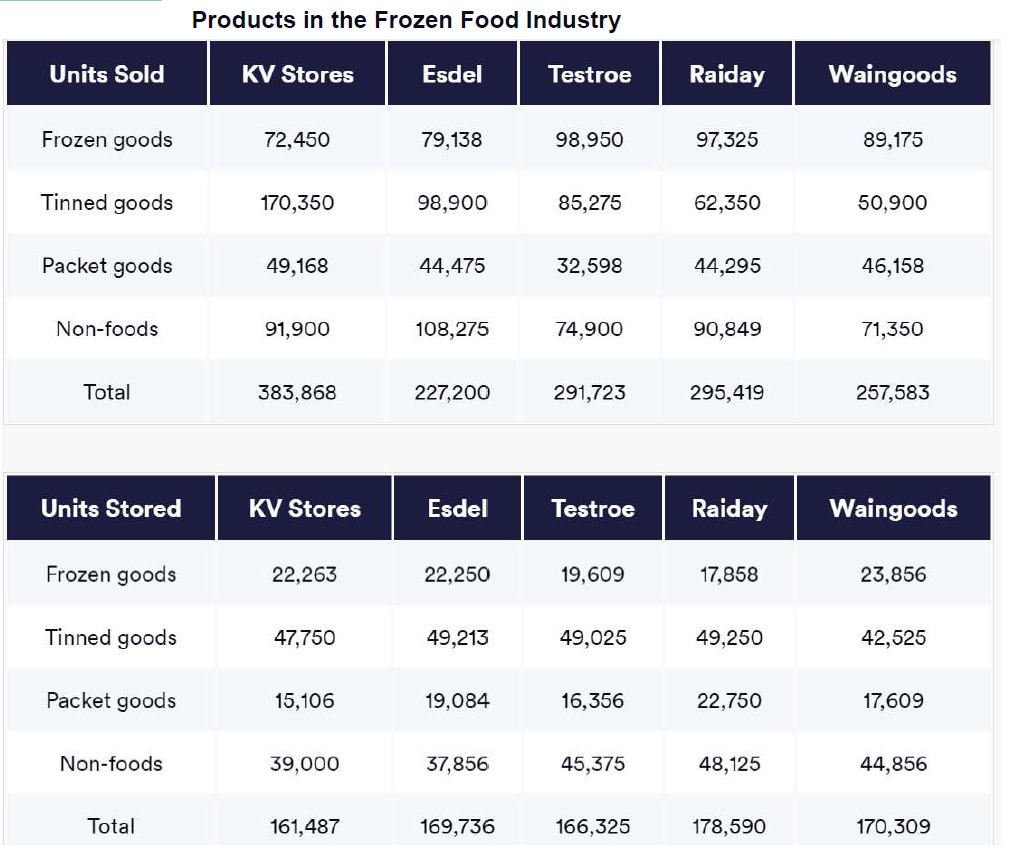 Products in the Frozen Food Industry
Units Sold KV Stores Esdel Testroe Raiday Waingoods
Frozen goods 72,450 79,138 98,950 97,325 89,175
Tinned goods 170,350 98,900 85,275 62,350 50,900
Packet goods 49,168 44,475 32,598 44,295 46,158
Non-foods 91,900 108,275 74,900 90,849 71,350
Total 383,868 227,200 291,723 295,419 257,583
Units Stored KV Stores Esdel Testroe Raiday Waingoods
Frozen goods 22,263 22,250 19,609 17,858 23,856
Tinned goods 47,750 49,213 49,025 49,250 42,525
Packet goods 15,106 19,084 16,356 22,750 17,609
Non-foods 39,000 37,856 45,375 48,125 44,856
Total 161,487 169,736 166,325 178,590 170,309